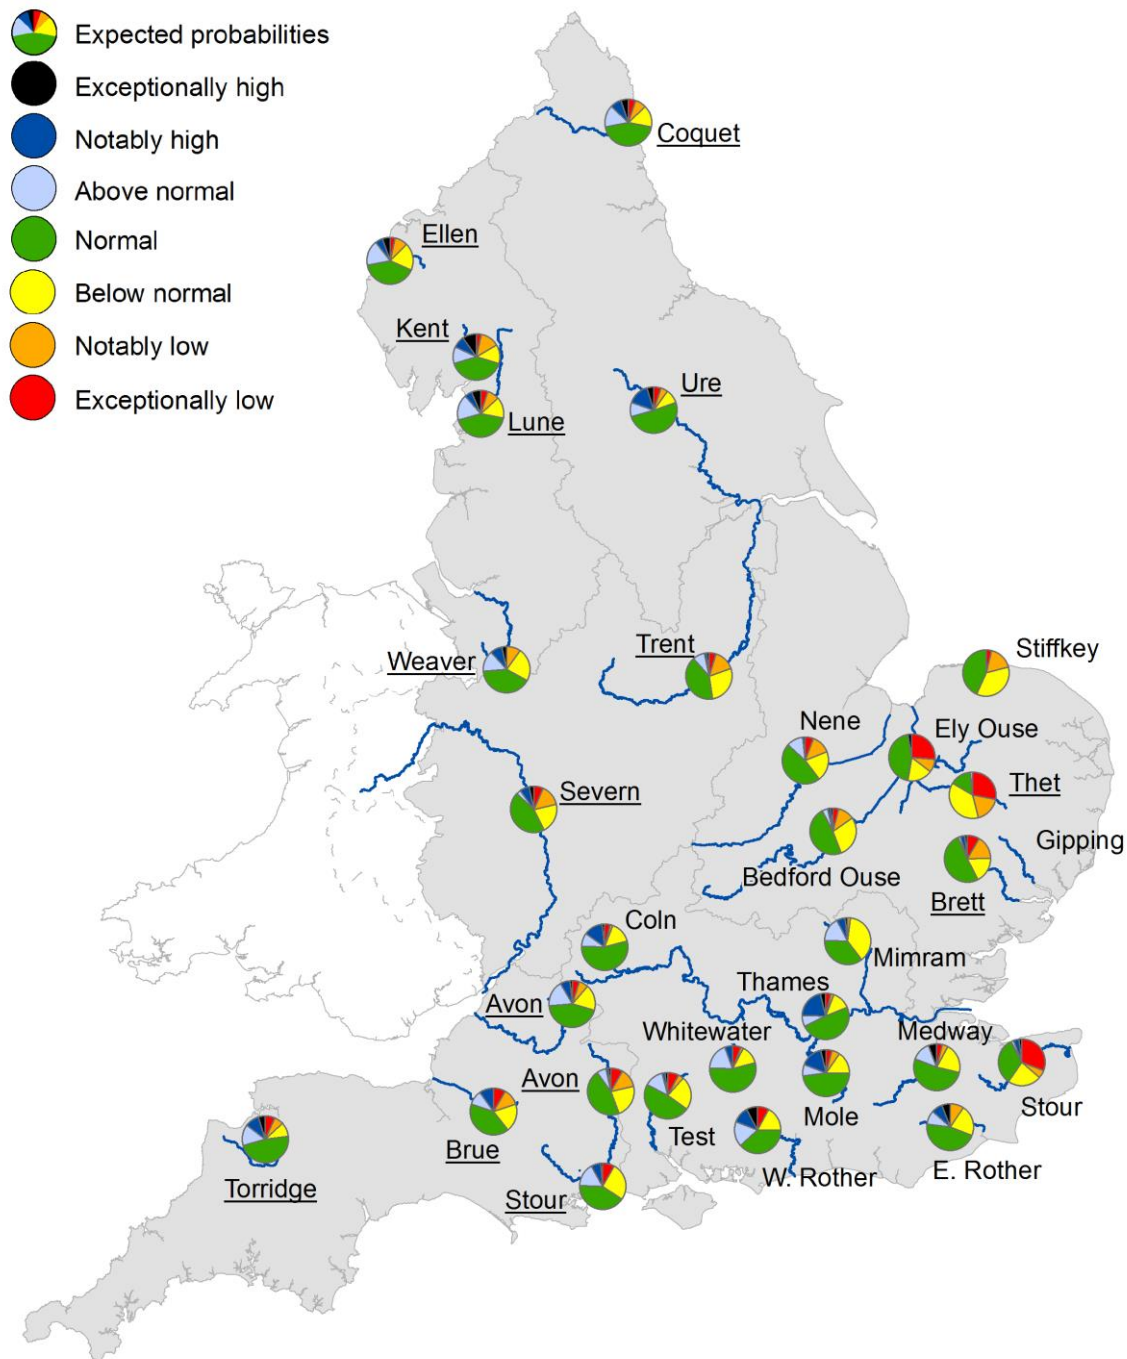 Expected probabilities
Exceptionally high
Notably high
Above normal
Normal
Below normal
Notably low
Exceptionally low
Coquet
Ellen
Kent
Ure
Lune
Weaver
Trent
Stiffkey
Nene
Ely Ouse
Severn
Thet
Gipping
Bedford Ouse
Brett
Coln
Mimram
Thames
Avon
Whitewater
Medway
Avon
Mole
Stour
Test
Brue
W. Rother
E. Rother
Torridge
Stour